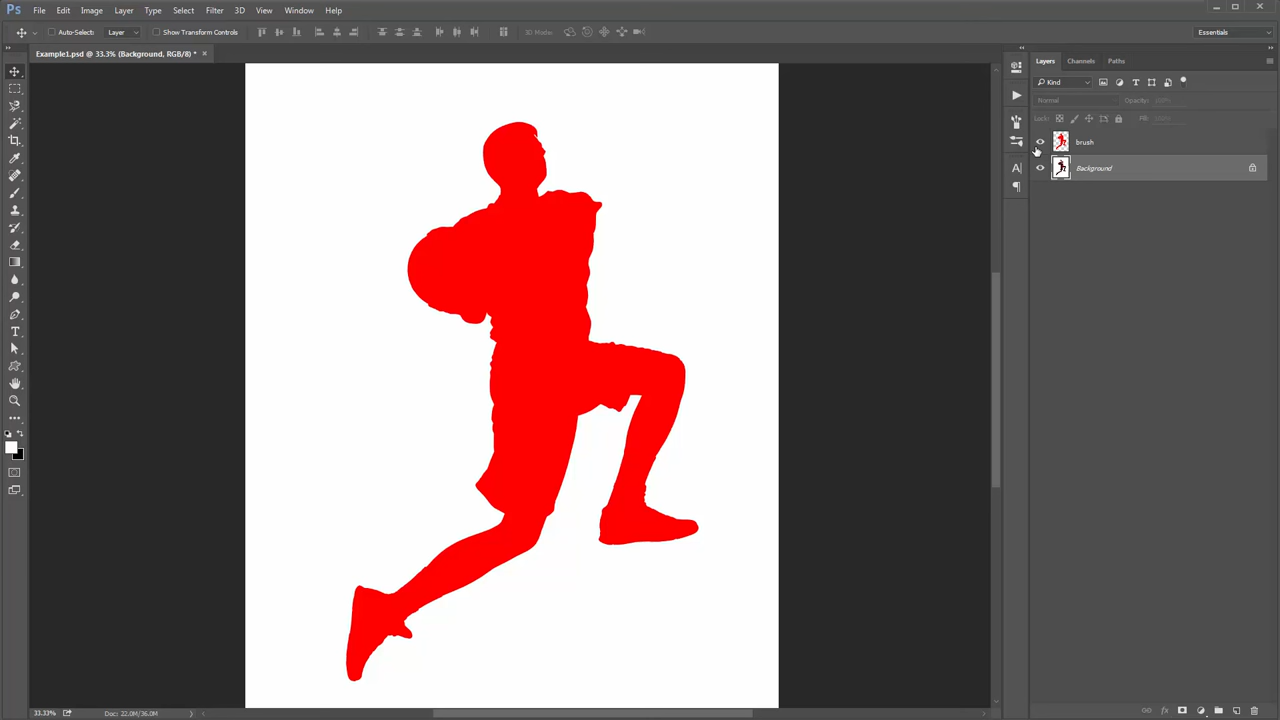 Ps File Edit Image Layer Type Select Filter 3D View Window Help
Auto-Select: Layer Show Transform Controls 3D Mode: Essentials
Example1.psd @ 33.3% (Background, RGB/8) * ×
Layers Channels Paths
Kind
Normal Opacity: 100%
Lock: Fill:
brush
Background
A
33.33% Doc: 22.0M/36.0M